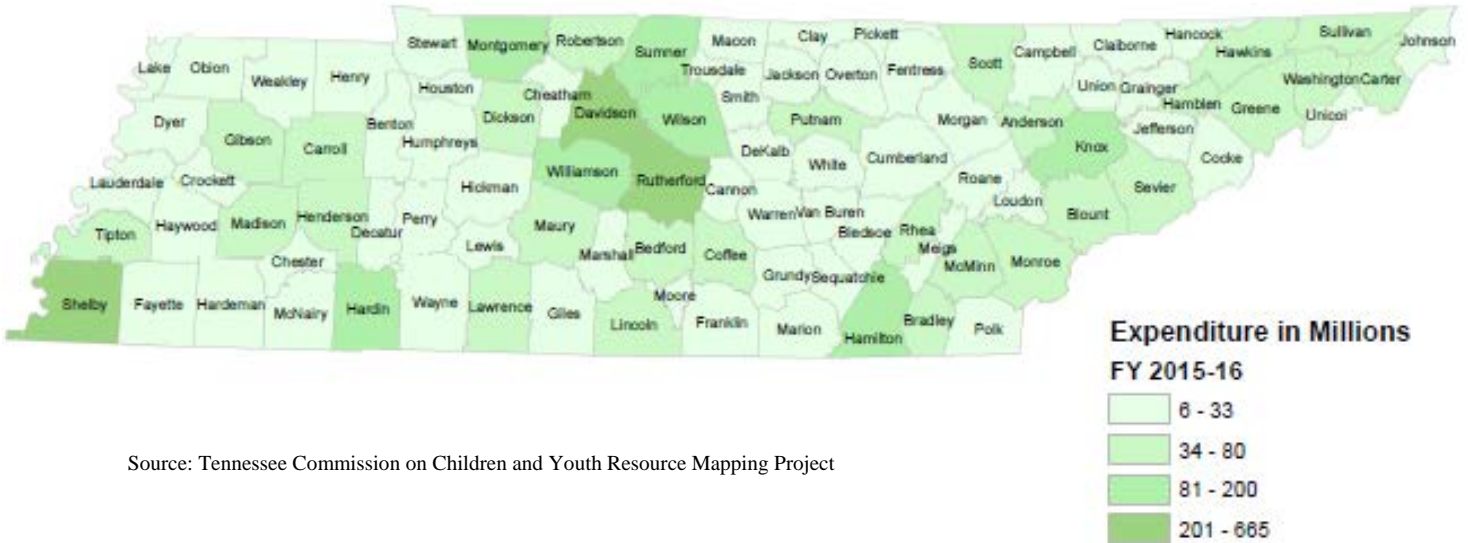 Stewart Montgomery Robertson Sumner Macon Clay Pickett Hancock Sullivan Johnson
Lake Obion Weakley Henry Houston Cheatham Trousdale Jackson Overton Fentress Scott Campbell Claiborne Hawkins
Smith Union Grainger Washington Carter
Dyer Gibson Carroll Benton Humphreys Dickson Davidson Wilson Putnam Morgan Anderson Hamblen Greene Unicoi
Jefferson Knox Cocke
DeKalb White Cumberland
Lauderdale Crockett Hickman Williamson Rutherford Cannon Roane Loudon Sevier
Tipton Haywood Madison Henderson Decatur Perry Maury Warren Van Buren Bledsoe Rhea Blount
Lewis Marshall Bedford Coffee Meigs McMinn Monroe
Chester Grundy Sequatchie
Shelby Fayette Hardeman McNairy Hardin Wayne Lawrence Giles Lincoln Moore Franklin Marion Hamilton Bradley Polk
Expenditure in Millions
FY 2015-16
6 - 33
34 - 80
81 - 200
201 - 665
Source: Tennessee Commission on Children and Youth Resource Mapping Project